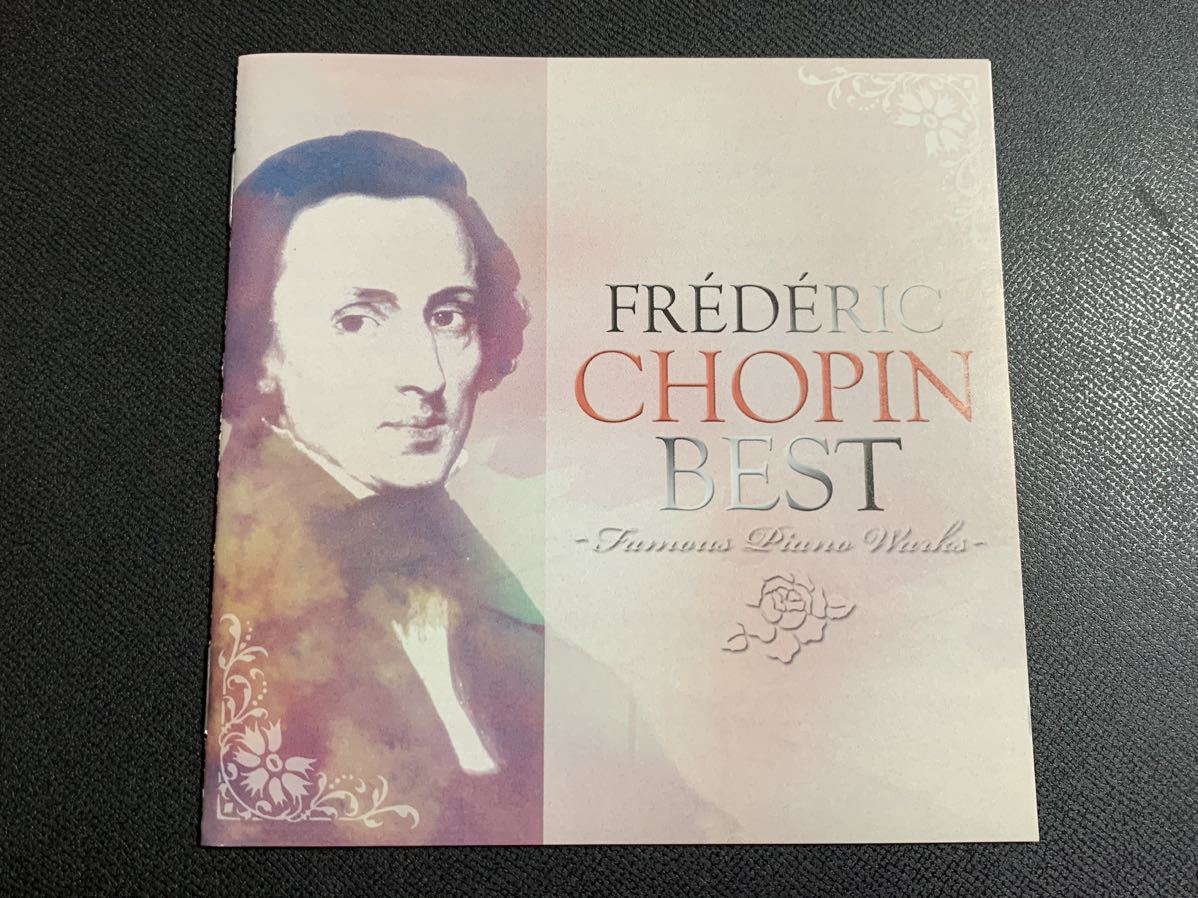 FRÉDÉRIC
CHOPIN
BEST
-Famous Piano Works-